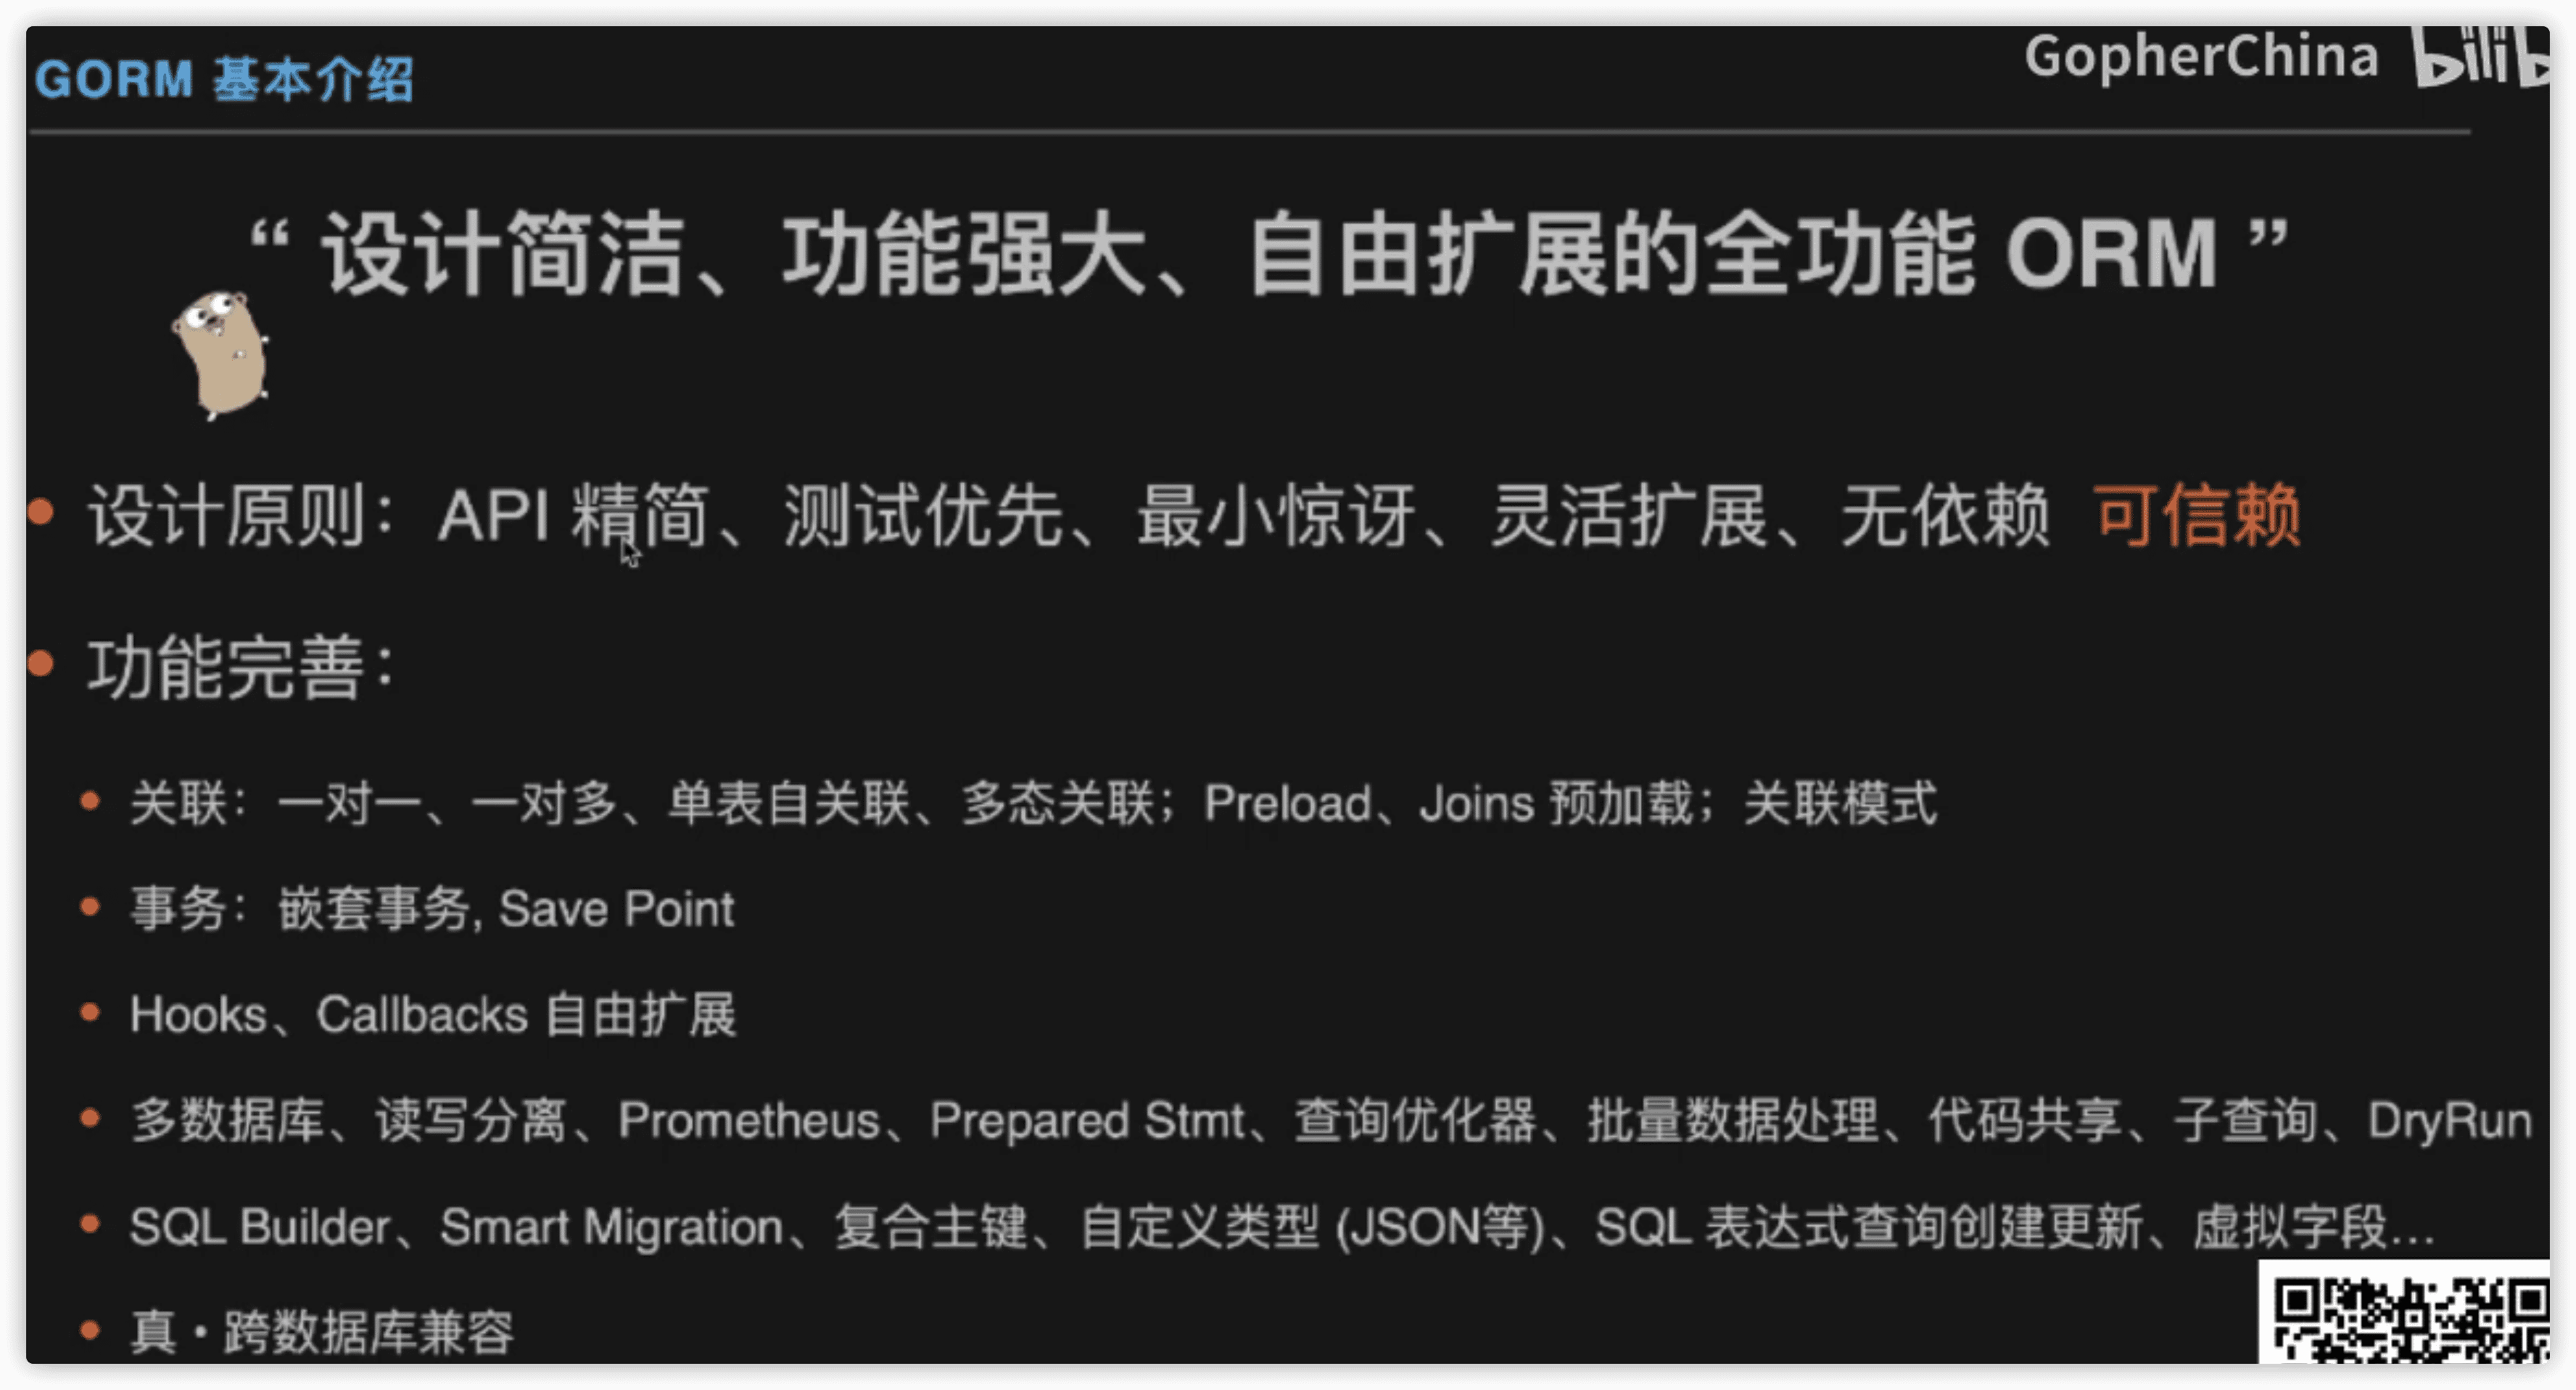 GORM 基本介绍
GopherChina
“ 设计简洁、功能强大、自由扩展的全功能 ORM ”
设计原则：API 精简、测试优先、最小惊讶、灵活扩展、无依赖 可信赖
功能完善：
关联：一对一、一对多、单表自关联、多态关联；Preload、Joins 预加载；关联模式
事务：嵌套事务, Save Point
Hooks、Callbacks 自由扩展
多数据库、读写分离、Prometheus、Prepared Stmt、查询优化器、批量数据处理、代码共享、子查询、DryRun
SQL Builder、Smart Migration、复合主键、自定义类型 (JSON等)、SQL 表达式查询创建更新、虚拟字段...
真・跨数据库兼容